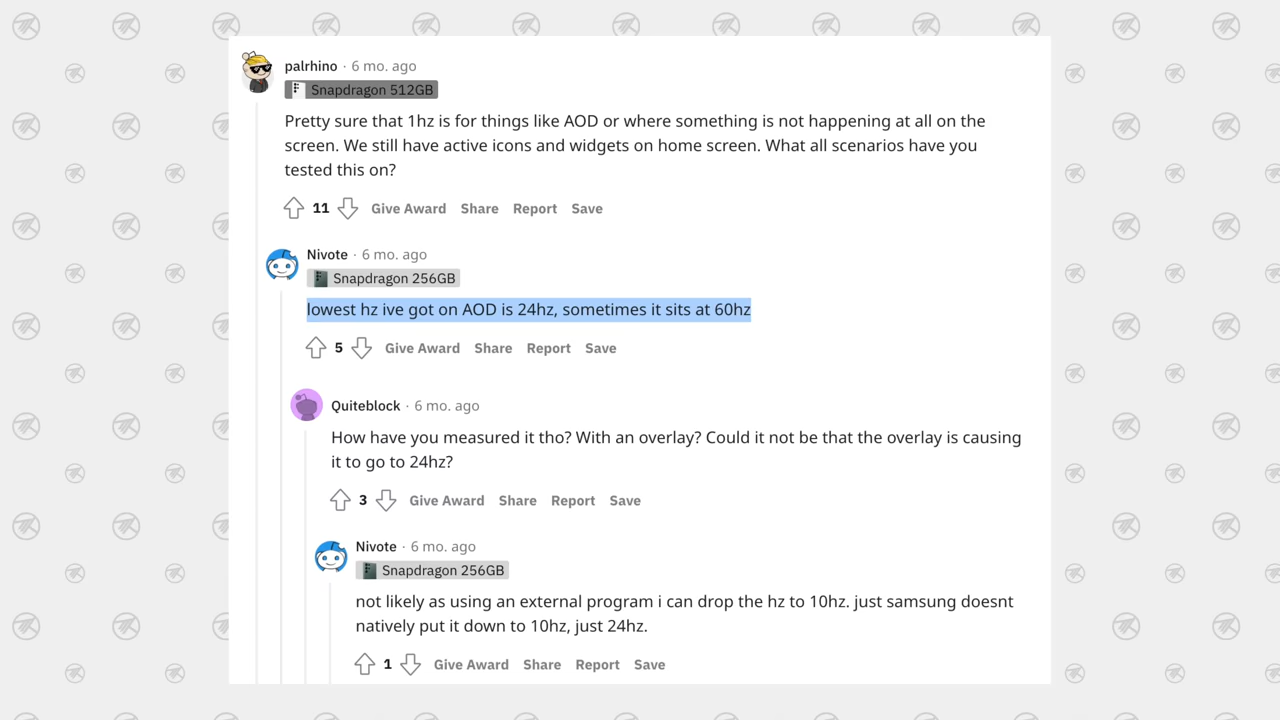 palrhino · 6 mo. ago
Snapdragon 512GB
Pretty sure that 1hz is for things like AOD or where something is not happening at all on the
screen. We still have active icons and widgets on home screen. What all scenarios have you
tested this on?
11 Give Award Share Report Save
Nivote · 6 mo. ago
Snapdragon 256GB
lowest hz ive got on AOD is 24hz, sometimes it sits at 60hz
5 Give Award Share Report Save
Quiteblock · 6 mo. ago
How have you measured it tho? With an overlay? Could it not be that the overlay is causing
it to go to 24hz?
3 Give Award Share Report Save
Nivote · 6 mo. ago
Snapdragon 256GB
not likely as using an external program i can drop the hz to 10hz. just samsung doesnt
natively put it down to 10hz, just 24hz.
1 Give Award Share Report Save